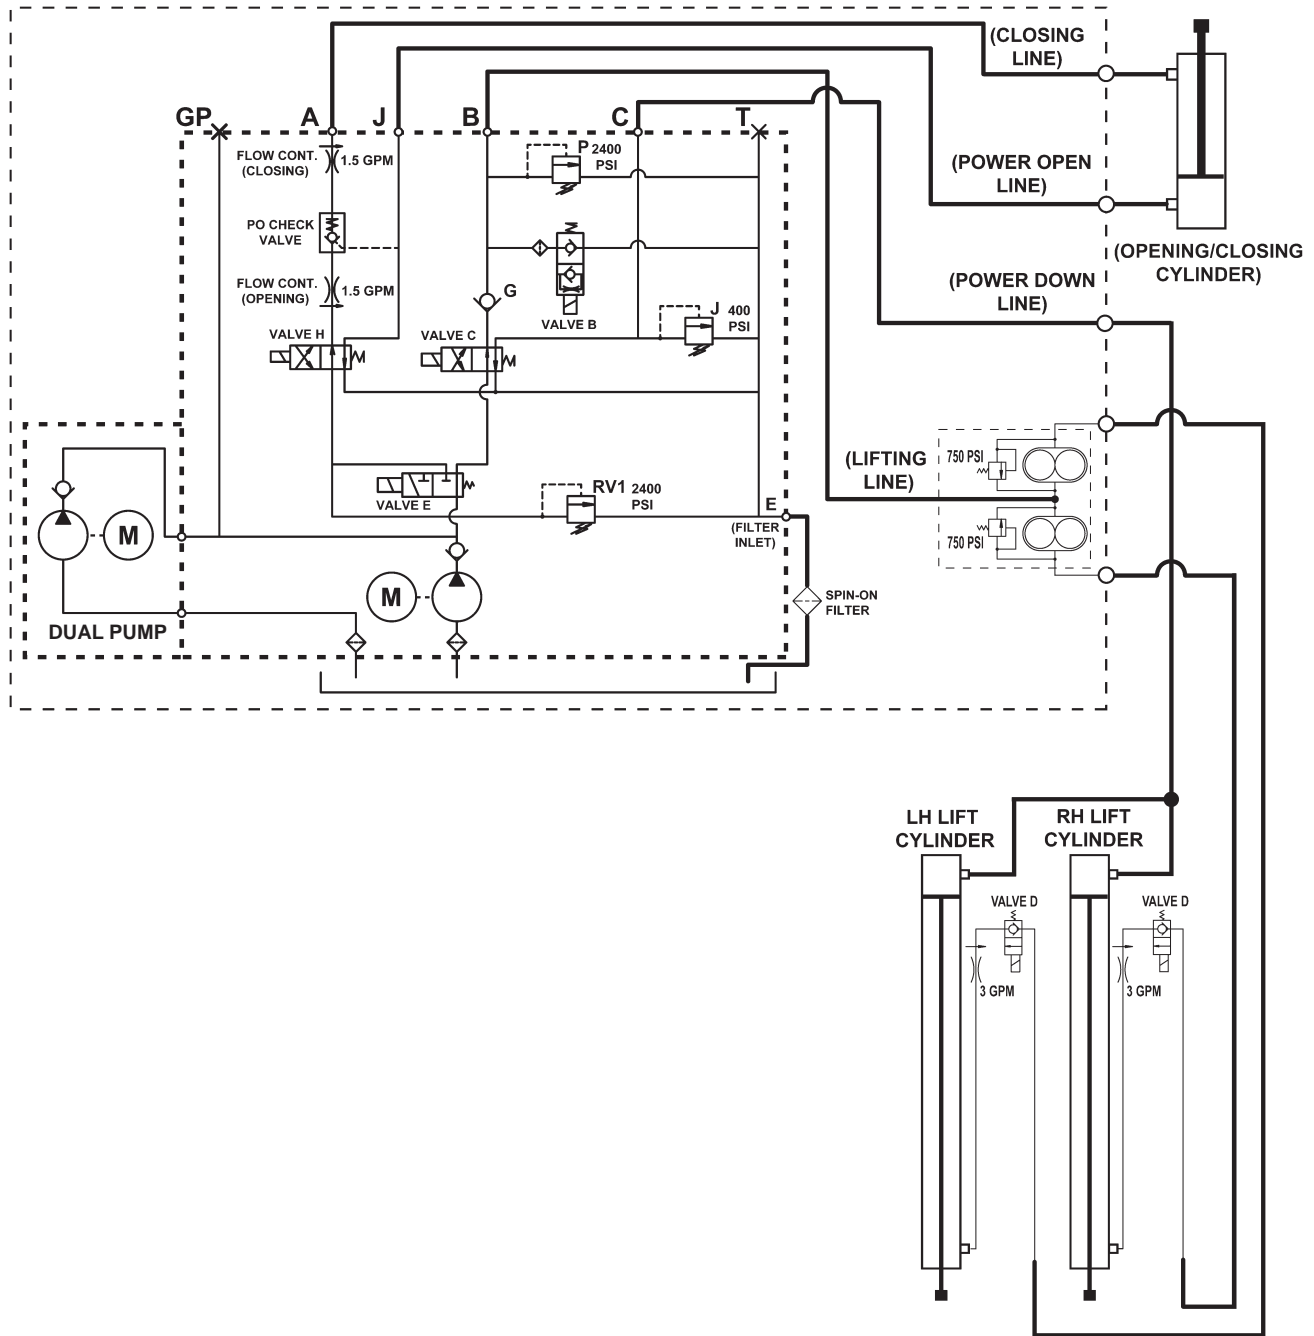 (CLOSING
LINE)
GP
A
J
B
C
T
FLOW CONT.
(CLOSING)
1.5 GPM
P 2400
PSI
(POWER OPEN
LINE)
PO CHECK
VALVE
(OPENING/CLOSING
CYLINDER)
FLOW CONT.
(OPENING)
1.5 GPM
G
(POWER DOWN
LINE)
VALVE H
VALVE C
VALVE B
J 400
PSI
750 PSI
(LIFTING
LINE)
VALVE E
RV1 2400
PSI
E
(FILTER
INLET)
750 PSI
M
M
SPIN-ON
FILTER
DUAL PUMP
LH LIFT
CYLINDER
RH LIFT
CYLINDER
VALVE D
VALVE D
3 GPM
3 GPM